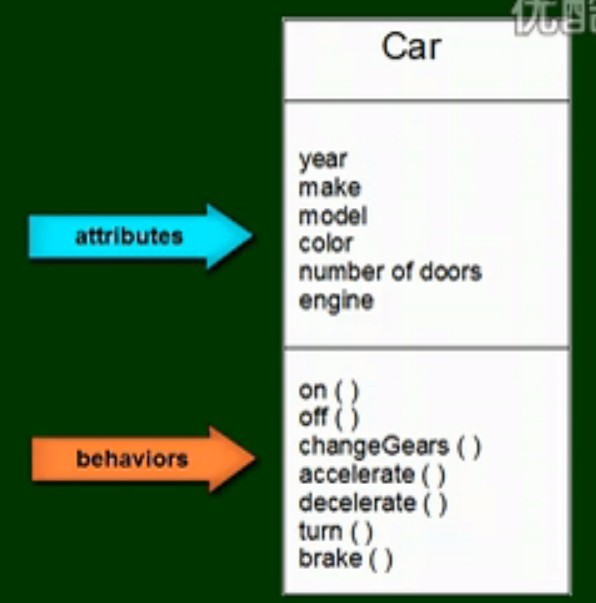 优酷
Car
year
make
model
color
number of doors
engine
attributes
on ( )
off ( )
changeGears ( )
accelerate ( )
decelerate ( )
turn ( )
brake ( )
behaviors